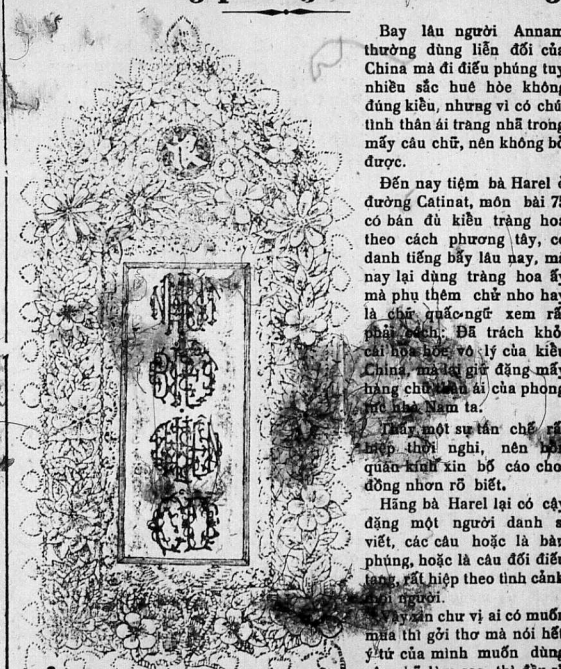 Bay lâu người Annam
thường dùng liễn đối của
China mà đi điếu phúng tuy
nhiều sắc huê hòe không
đúng kiều, nhưng vì có chú
tình thân ái tràng nhã trong
mấy câu chữ, nên không bỏ
được.
Đến nay tiệm bà Harel ở
đường Catinat, môn bài 75
có bán đủ kiều tràng hoa
theo cách phương tây, có
danh tiếng bấy lâu nay, mà
nay lại dùng tràng hoa ấy
mà phụ thêm chữ nho hay
là chữ quấc-ngữ xem rất
phải cách. Đã trách khỏi
cái hoa hòe vô lý của kiều
China, mà lại giữ đặng mấy
hàng chữ thân ái của phong
tục nhà Nam ta.
Thấy một sự tân chế rất
hiệp thời nghi, nên
quán kính xin bố cáo cho
đồng nhơn rõ biết.
Hãng bà Harel lại có cậy
đặng một người danh sĩ
viết, các câu hoặc là bàn
phúng, hoặc là câu đối điếu
tang, rất hiệp theo tình cảnh
mỗi người.
Vậy xin chư vị ai có muốn
mua thì gởi thơ mà nói hết
ý tứ của mình muốn dùng